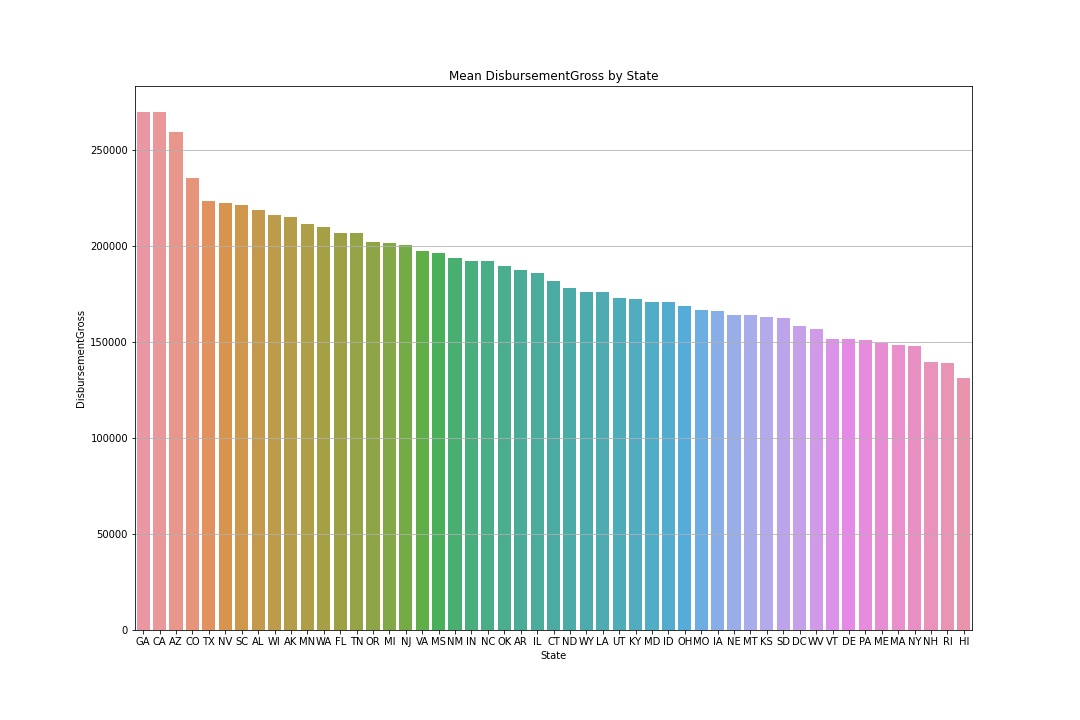 Mean DisbursementGross by State
DisbursementGross
250000
200000
150000
100000
50000
0
GA CA AZ CO TX NV SC AL WI AK MN WA FL TN OR MI NJ VA MS NM IN NC OK AR IL CT ND WY LA UT KY MD ID OH MO IA NE MT KS SD DC WV VT DE PA ME MA NY NH RI HI
State